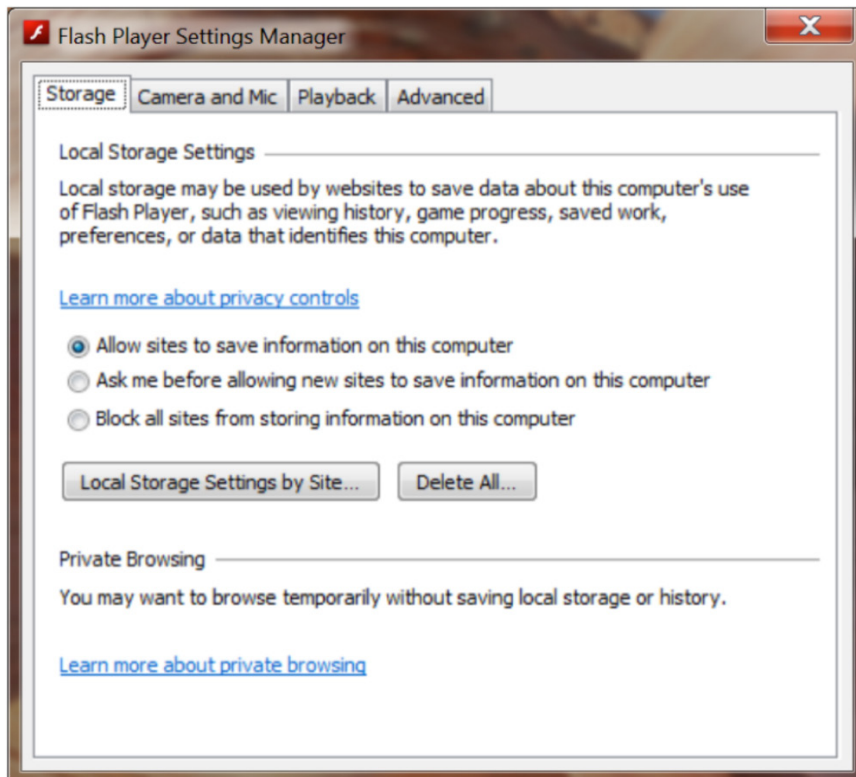 Flash Player Settings Manager
Storage Camera and Mic Playback Advanced
Local Storage Settings
Local storage may be used by websites to save data about this computer's use
of Flash Player, such as viewing history, game progress, saved work,
preferences, or data that identifies this computer.
Learn more about privacy controls
Allow sites to save information on this computer
Ask me before allowing new sites to save information on this computer
Block all sites from storing information on this computer
Local Storage Settings by Site... Delete All...
Private Browsing
You may want to browse temporarily without saving local storage or history.
Learn more about private browsing